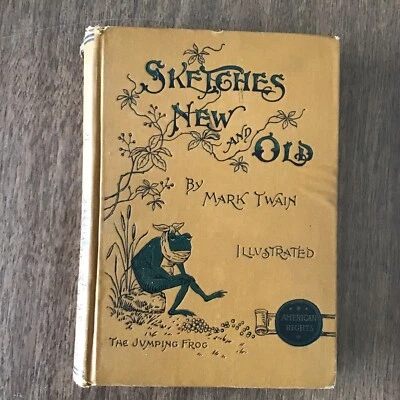 SKETCHES
NEW AND OLD
BY MARK TWAIN
ILLUSTRATED
AMERICAN
RIGHTS
THE JUMPING FROG